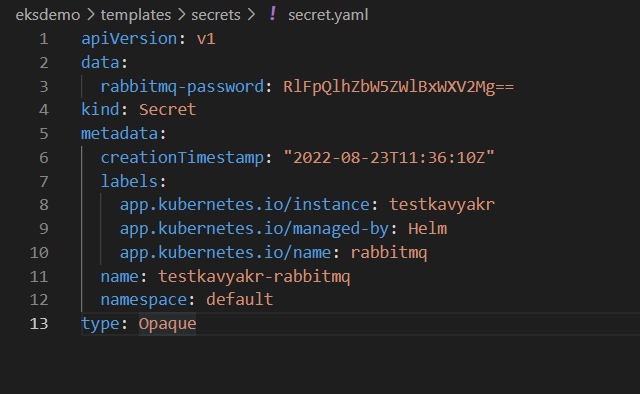 eksdemo > templates > secrets > ! secret.yaml
1 apiVersion: v1
2 data:
3 rabbitmq-password: RlFpQlhZbW5ZWlBxWXV2Mg==
4 kind: Secret
5 metadata:
6 creationTimestamp: "2022-08-23T11:36:10Z"
7 labels:
8 app.kubernetes.io/instance: testkavyakr
9 app.kubernetes.io/managed-by: Helm
10 app.kubernetes.io/name: rabbitmq
11 name: testkavyakr-rabbitmq
12 namespace: default
13 type: Opaque